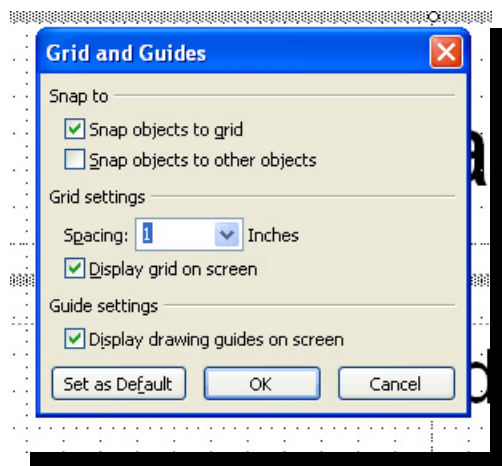 Grid and Guides
Snap to
Snap objects to grid
Snap objects to other objects
Grid settings
Spacing: 1 Inches
Display grid on screen
Guide settings
Display drawing guides on screen
Set as Default OK Cancel